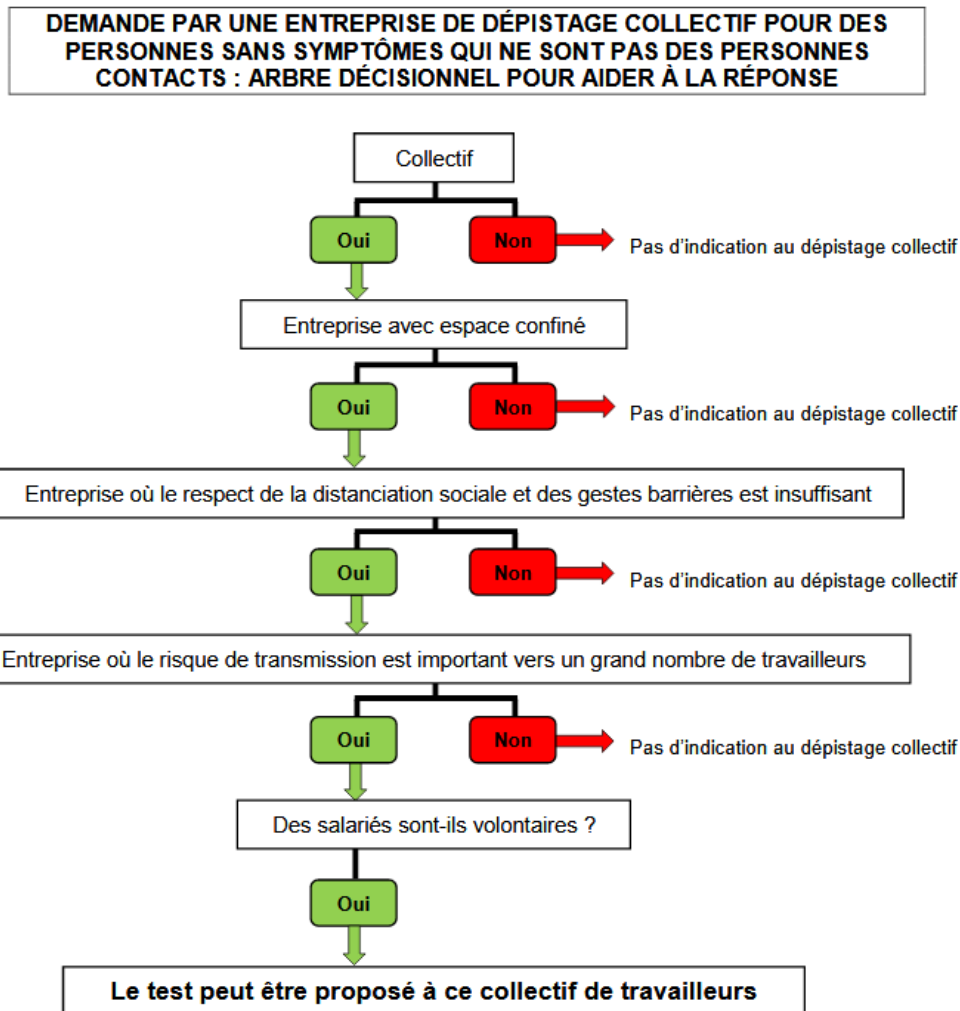 DEMANDE PAR UNE ENTREPRISE DE DÉPISTAGE COLLECTIF POUR DES
PERSONNES SANS SYMPTÔMES QUI NE SONT PAS DES PERSONNES
CONTACTS : ARBRE DÉCISIONNEL POUR AIDER À LA RÉPONSE
Collectif
Oui
Non
Pas d'indication au dépistage collectif
Entreprise avec espace confiné
Oui
Non
Pas d'indication au dépistage collectif
Entreprise où le respect de la distanciation sociale et des gestes barrières est insuffisant
Oui
Non
Pas d'indication au dépistage collectif
Entreprise où le risque de transmission est important vers un grand nombre de travailleurs
Oui
Non
Pas d'indication au dépistage collectif
Des salariés sont-ils volontaires ?
Oui
Le test peut être proposé à ce collectif de travailleurs